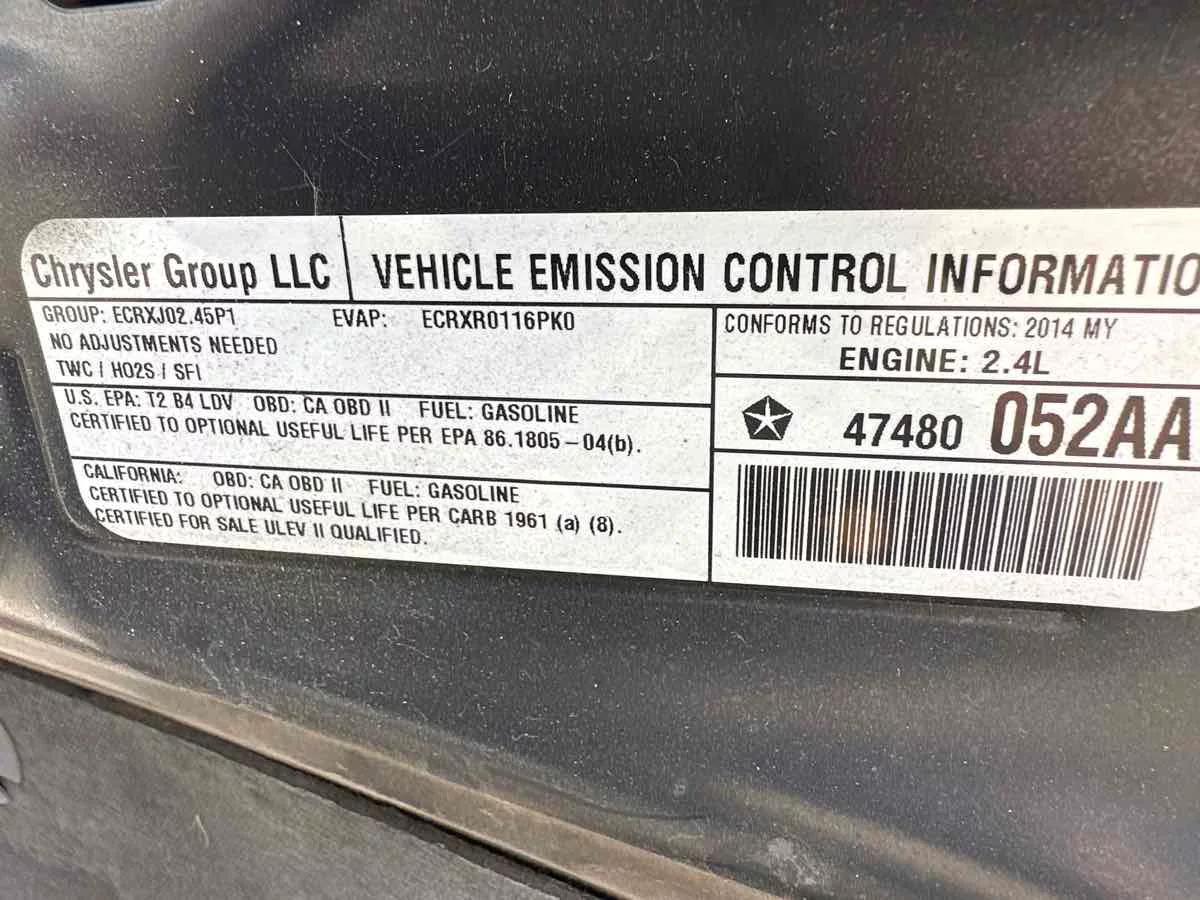 Chrysler Group LLC
VEHICLE EMISSION CONTROL INFORMATIO
GROUP: ECRXJ02.45P1 EVAP: ECRXR0116PK0
NO ADJUSTMENTS NEEDED
TWC / HO2S / SFI
U.S. EPA: T2 B4 LDV OBD: CA OBD II FUEL: GASOLINE
CERTIFIED TO OPTIONAL USEFUL LIFE PER EPA 86.1805-04(b).
CALIFORNIA: OBD: CA OBD II FUEL: GASOLINE
CERTIFIED TO OPTIONAL USEFUL LIFE PER CARB 1961 (a) (8).
CERTIFIED FOR SALE ULEV II QUALIFIED.
CONFORMS TO REGULATIONS: 2014 MY
ENGINE: 2.4L
47480 052AA